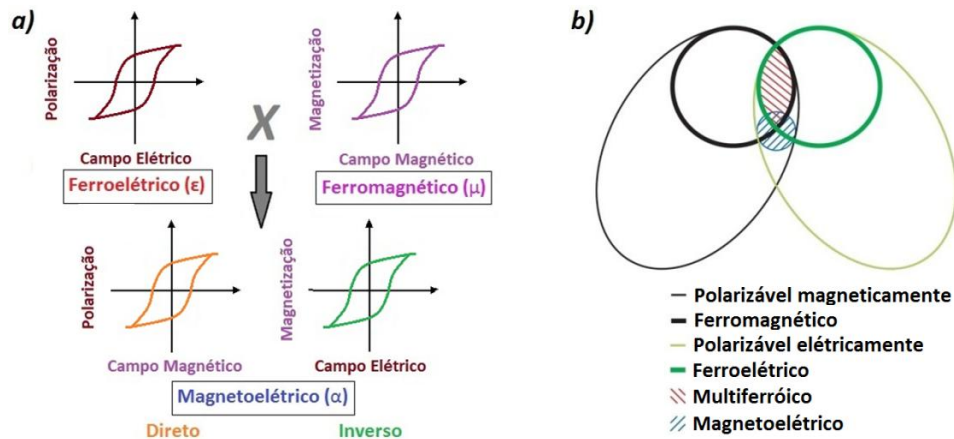 a)
Polarização
Campo Elétrico
Ferroelétrico (ε)
X
Magnetização
Campo Magnético
Ferromagnético (μ)
Polarização
Campo Magnético
Magnetização
Campo Elétrico
Magnetoelétrico (α)
Direto
Inverso
b)
Polarizável magneticamente
Ferromagnético
Polarizável elétricamente
Ferroelétrico
Multiferróico
Magnetoelétrico